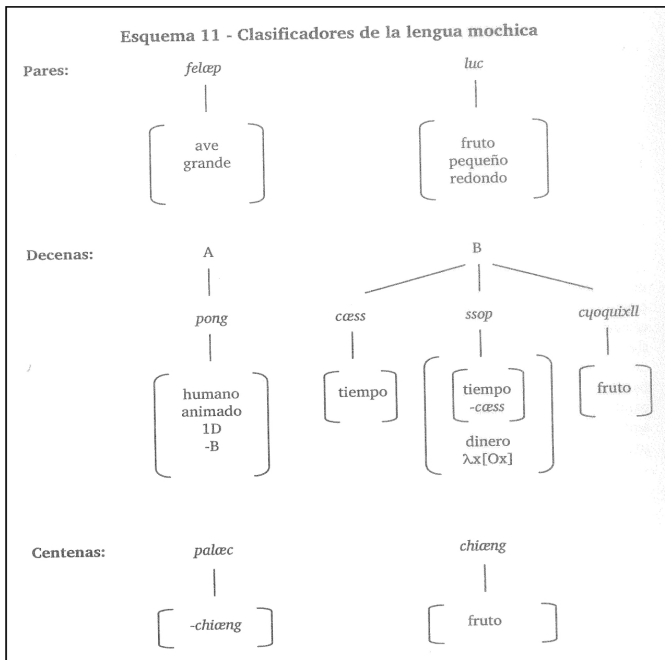 Esquema 11 - Clasificadores de la lengua mochica
Pares:
felæp
luc
ave
grande
fruto
pequeño
redondo
Decenas:
A
B
pong
cæss
ssop
cyoquixll
humano
animado
1D
-B
tiempo
tiempo
-cæss
dinero
λx[Ox]
fruto
Centenas:
palæc
chiæng
-chiæng
fruto